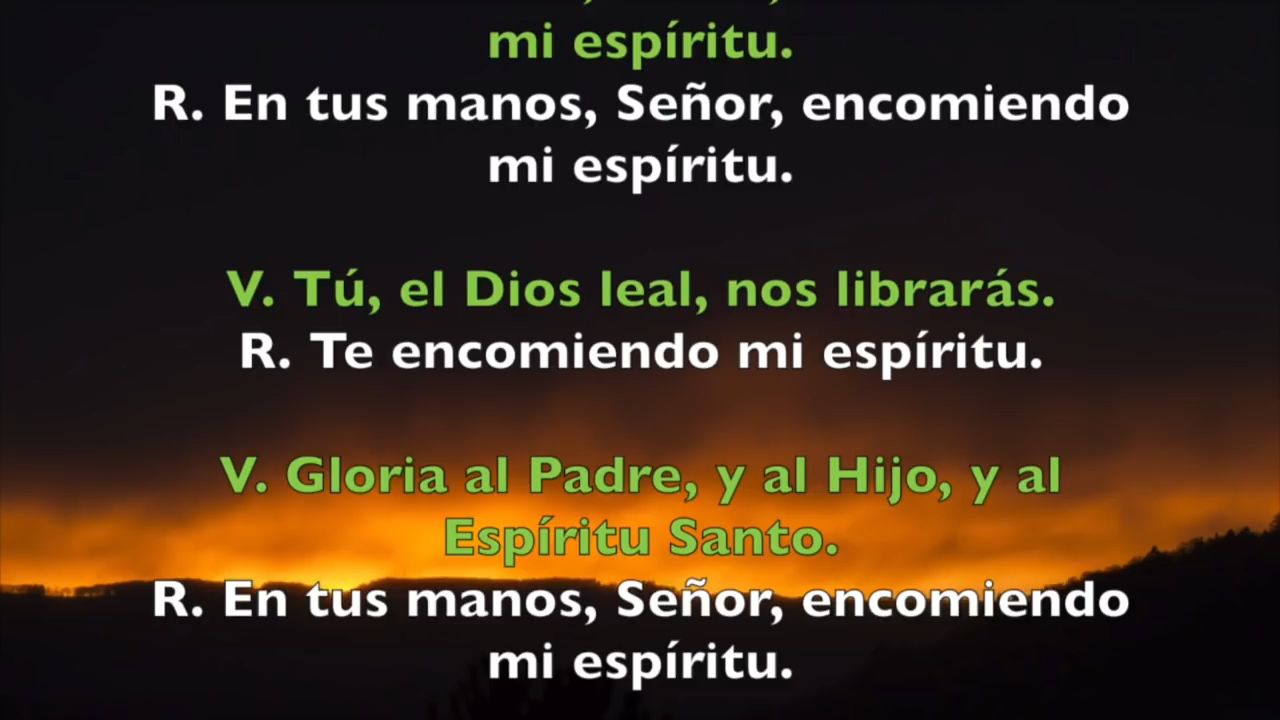 mi espíritu.
R. En tus manos, Señor, encomiendo
mi espíritu.
V. Tú, el Dios leal, nos librarás.
R. Te encomiendo mi espíritu.
V. Gloria al Padre, y al Hijo, y al
Espíritu Santo.
R. En tus manos, Señor, encomiendo
mi espíritu.